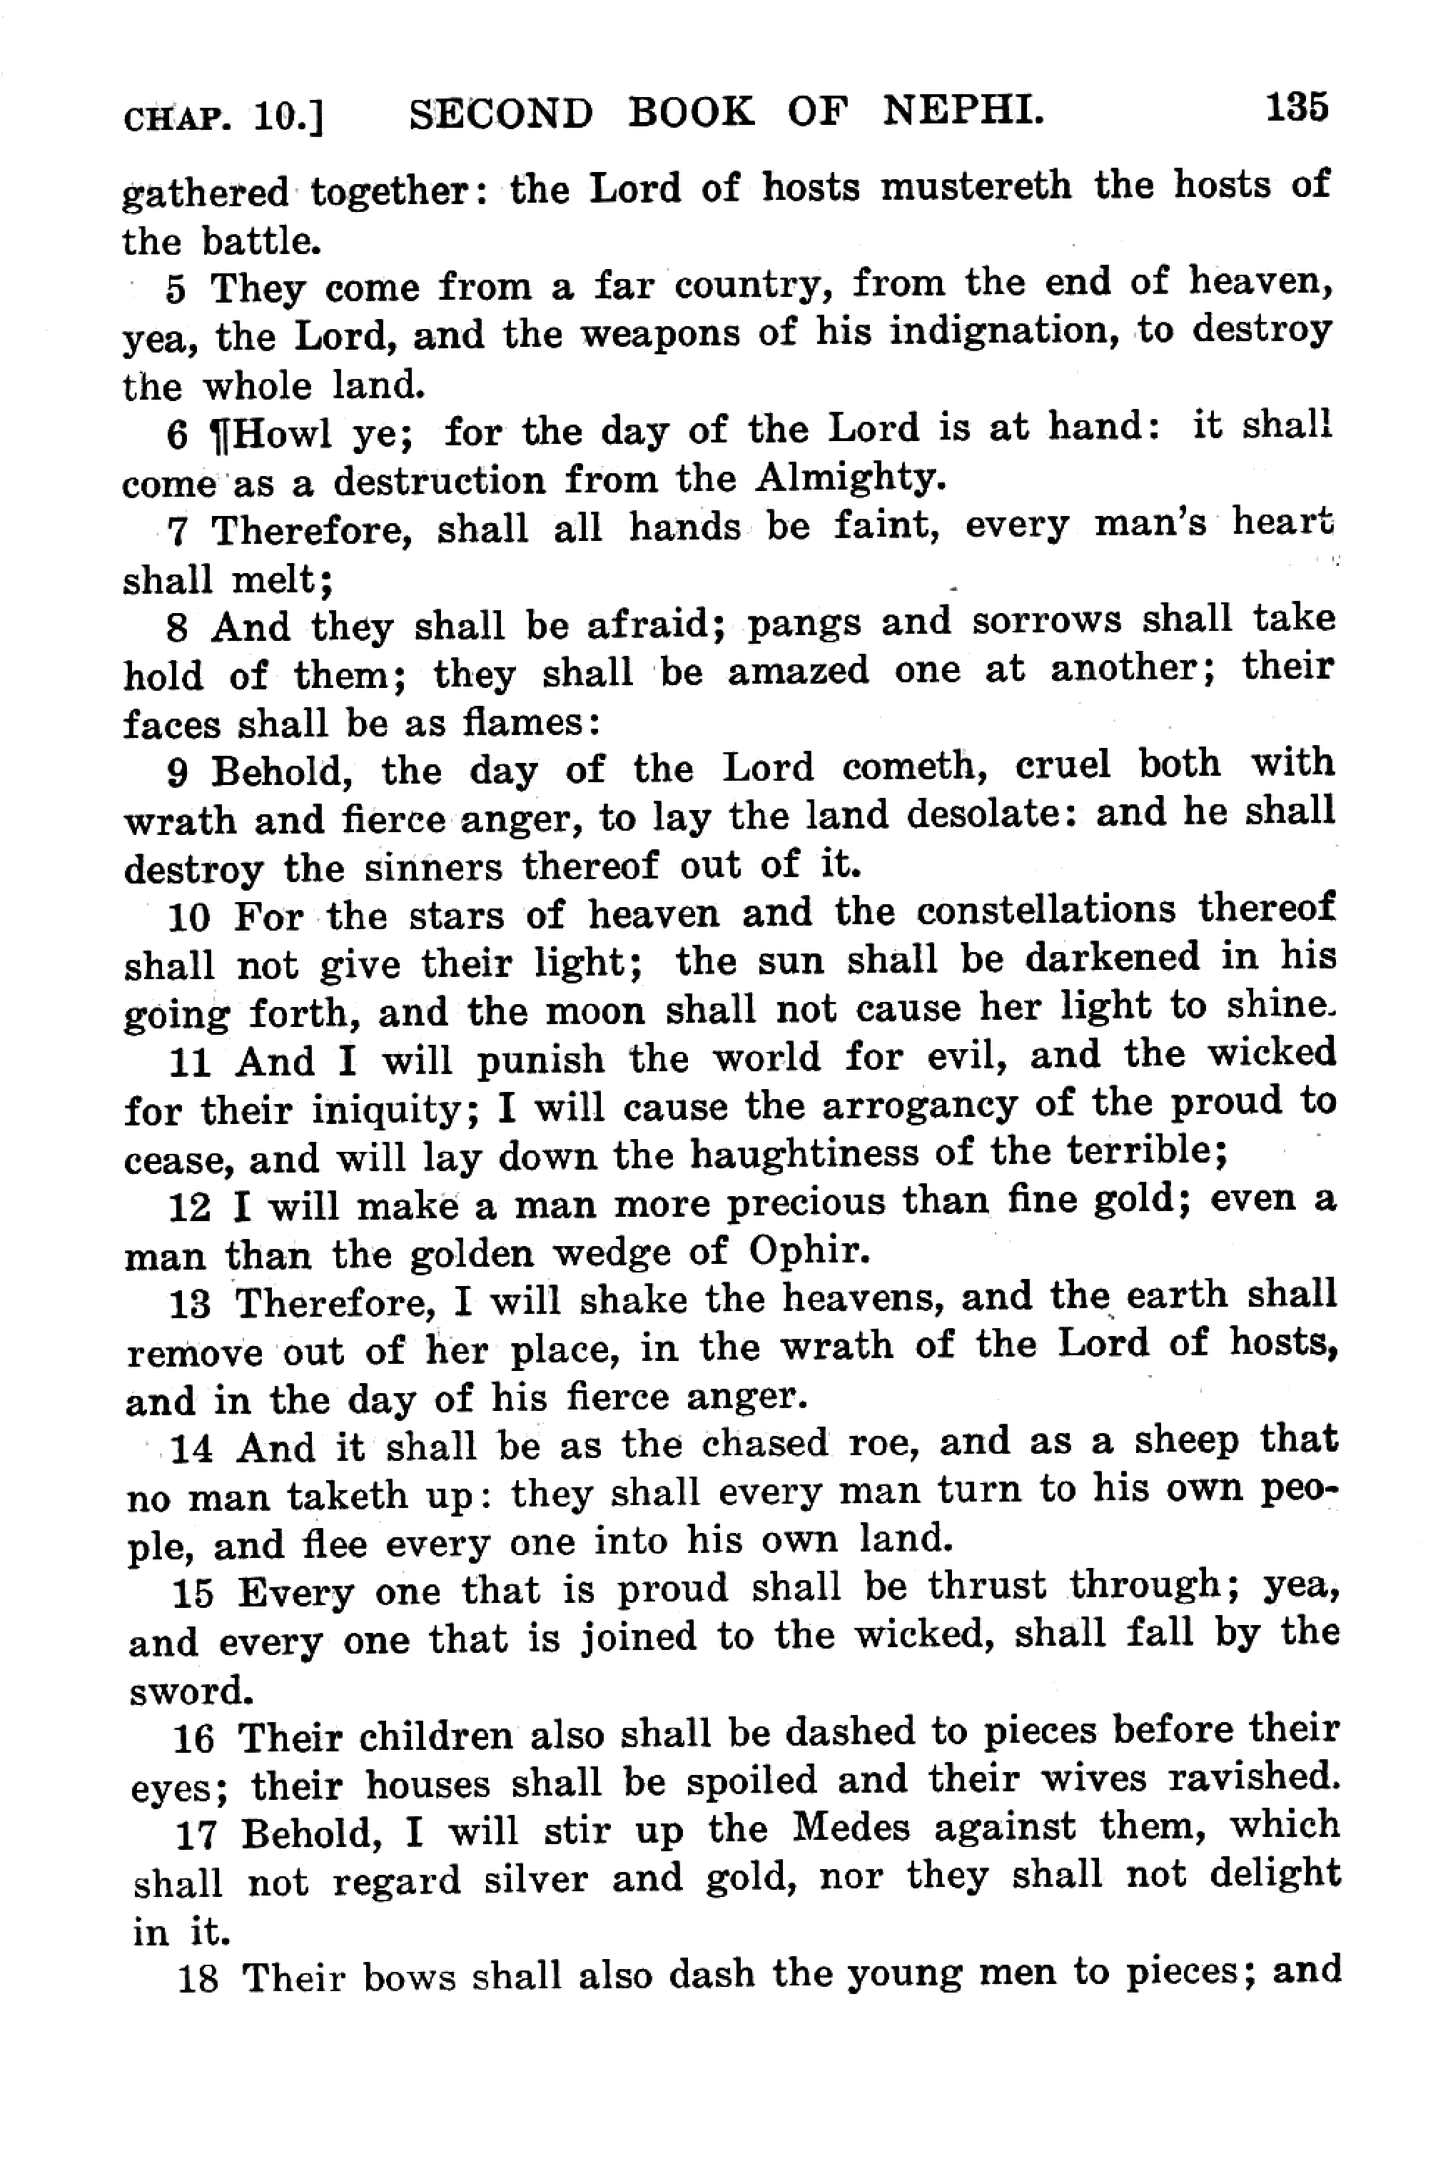 CHAP. 10.] SECOND BOOK OF NEPHI. 135
gathered together: the Lord of hosts mustereth the hosts of
the battle.
5 They come from a far country, from the end of heaven,
yea, the Lord, and the weapons of his indignation, to destroy
the whole land.
6 ¶Howl ye; for the day of the Lord is at hand: it shall
come as a destruction from the Almighty.
7 Therefore, shall all hands be faint, every man's heart
shall melt;
8 And they shall be afraid; pangs and sorrows shall take
hold of them; they shall be amazed one at another; their
faces shall be as flames:
9 Behold, the day of the Lord cometh, cruel both with
wrath and fierce anger, to lay the land desolate: and he shall
destroy the sinners thereof out of it.
10 For the stars of heaven and the constellations thereof
shall not give their light; the sun shall be darkened in his
going forth, and the moon shall not cause her light to shine.
11 And I will punish the world for evil, and the wicked
for their iniquity; I will cause the arrogancy of the proud to
cease, and will lay down the haughtiness of the terrible;
12 I will make a man more precious than fine gold; even a
man than the golden wedge of Ophir.
13 Therefore, I will shake the heavens, and the earth shall
remove out of her place, in the wrath of the Lord of hosts,
and in the day of his fierce anger.
14 And it shall be as the chased roe, and as a sheep that
no man taketh up: they shall every man turn to his own peo-
ple, and flee every one into his own land.
15 Every one that is proud shall be thrust through; yea,
and every one that is joined to the wicked, shall fall by the
sword.
16 Their children also shall be dashed to pieces before their
eyes; their houses shall be spoiled and their wives ravished.
17 Behold, I will stir up the Medes against them, which
shall not regard silver and gold, nor they shall not delight
in it.
18 Their bows shall also dash the young men to pieces; and